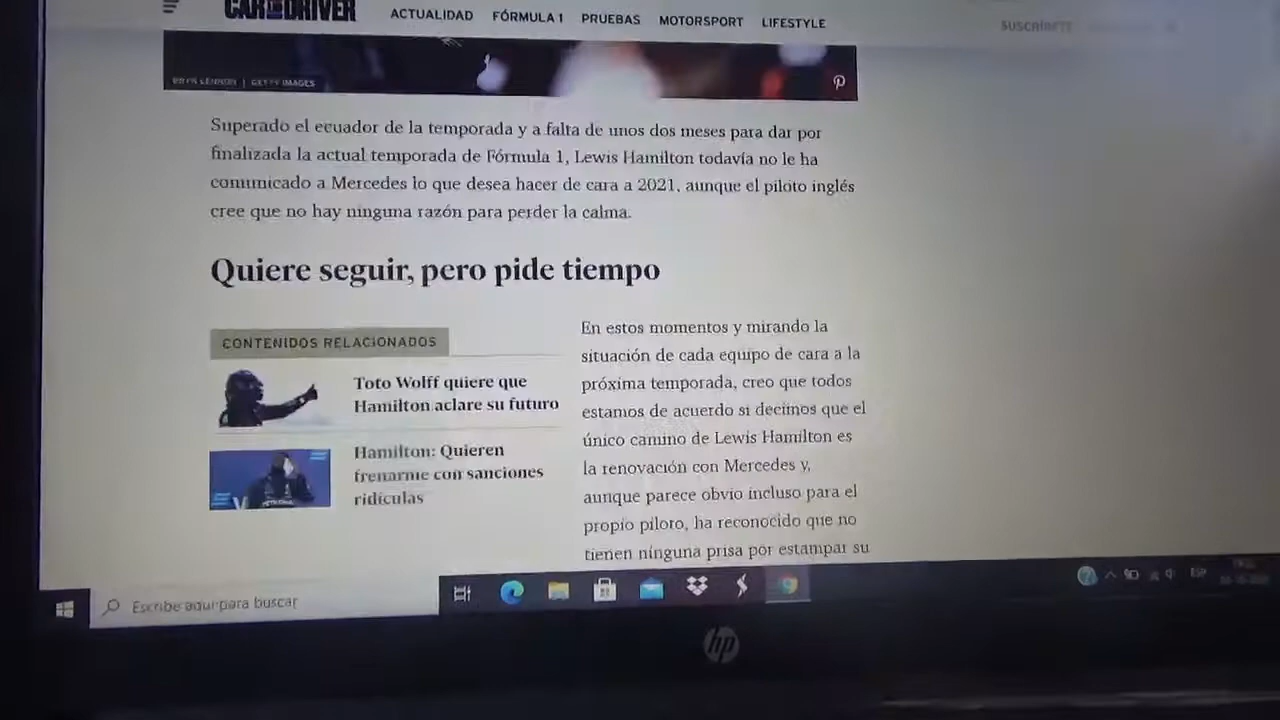 CAR AND DRIVER
ACTUALIDAD FÓRMULA 1 PRUEBAS MOTORSPORT LIFESTYLE
SUSCRÍBETE
BRYN LENNON | GETTY IMAGES
Superado el ecuador de la temporada y a falta de unos dos meses para dar por
finalizada la actual temporada de Fórmula 1, Lewis Hamilton todavía no le ha
comunicado a Mercedes lo que desea hacer de cara a 2021, aunque el piloto inglés
cree que no hay ninguna razón para perder la calma.
Quiere seguir, pero pide tiempo
CONTENIDOS RELACIONADOS
Toto Wolff quiere que
Hamilton aclare su futuro
Hamilton: Quieren
frenarme con sanciones
ridículas
En estos momentos y mirando la
situación de cada equipo de cara a la
próxima temporada, creo que todos
estamos de acuerdo si decimos que el
único camino de Lewis Hamilton es
la renovación con Mercedes y,
aunque parece obvio incluso para el
propio piloto, ha reconocido que no
tienen ninguna prisa por estampar su
Escribe aquí para buscar
ESP
hp